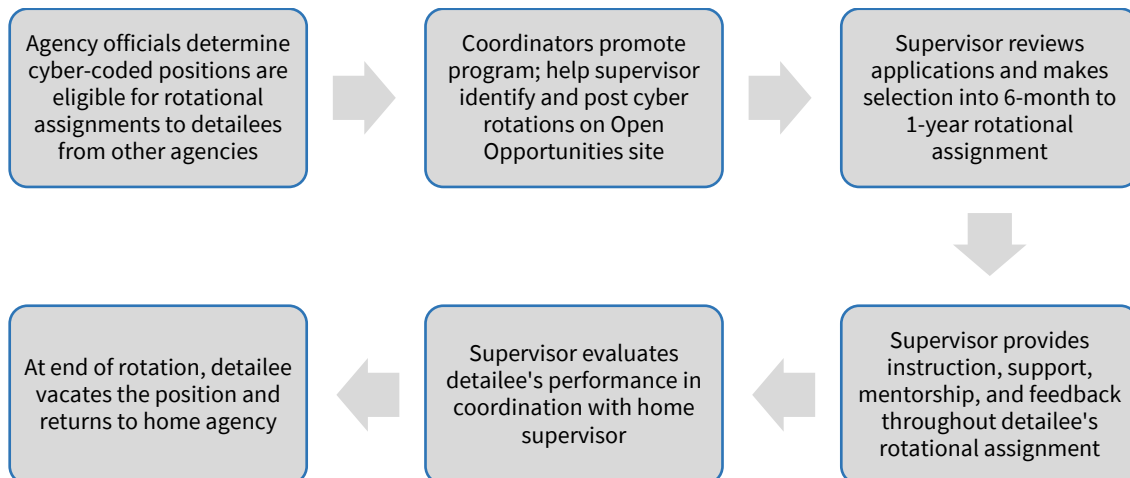 Agency officials determine
cyber-coded positions are
eligible for rotational
assignments to detailees
from other agencies
Coordinators promote
program; help supervisor
identify and post cyber
rotations on Open
Opportunities site
Supervisor reviews
applications and makes
selection into 6-month to
1-year rotational
assignment
Supervisor provides
instruction, support,
mentorship, and feedback
throughout detailee's
rotational assignment
Supervisor evaluates
detailee's performance in
coordination with home
supervisor
At end of rotation, detailee
vacates the position and
returns to home agency